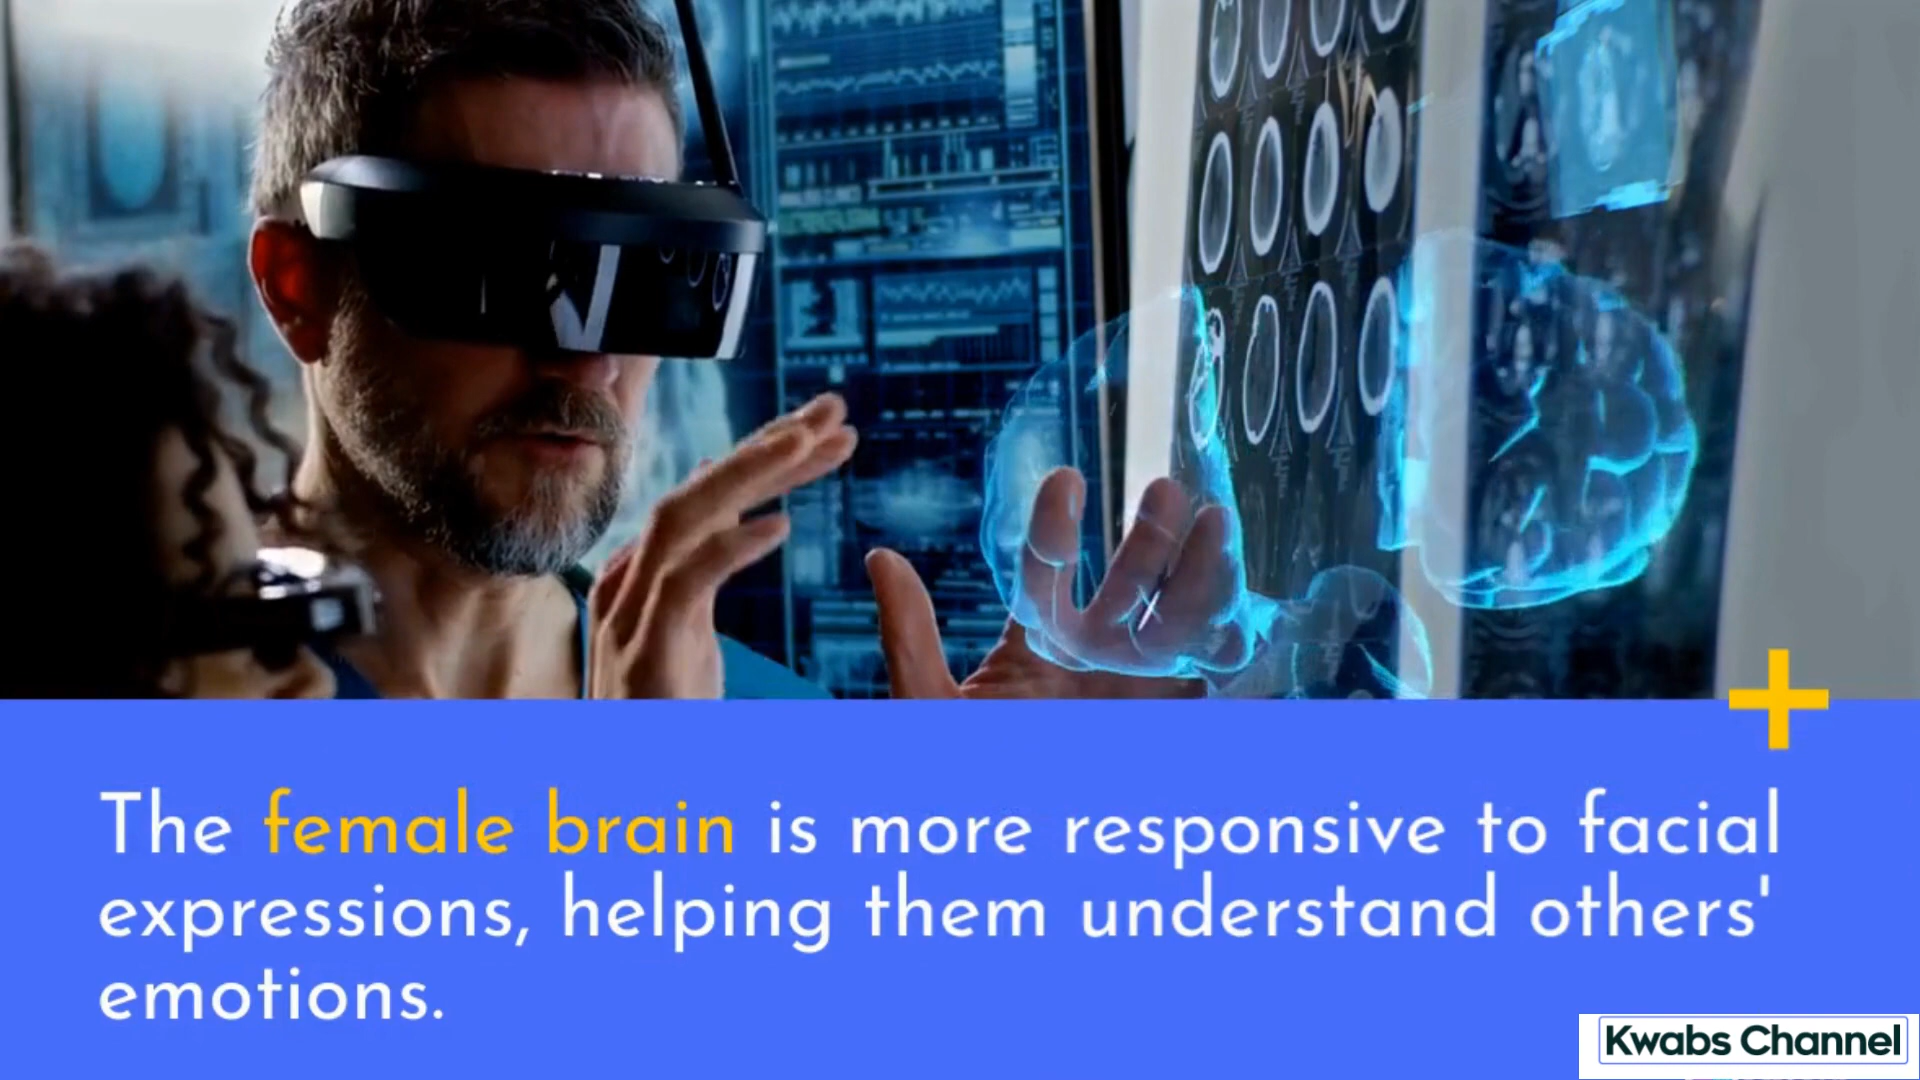 The female brain is more responsive to facial
expressions, helping them understand others'
emotions.
Kwabs Channel